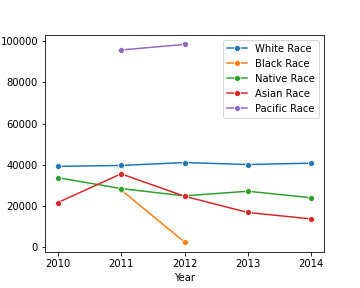 100000
80000
60000
40000
20000
0
White Race
Black Race
Native Race
Asian Race
Pacific Race
2010 2011 2012 2013 2014
Year